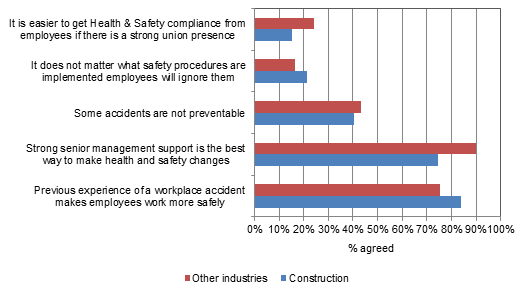 It is easier to get Health & Safety compliance from
employees if there is a strong union presence
It does not matter what safety procedures are
implemented employees will ignore them
Some accidents are not preventable
Strong senior management support is the best
way to make health and safety changes
Previous experience of a workplace accident
makes employees work more safely
0% 10% 20% 30% 40% 50% 60% 70% 80% 90% 100%
% agreed
Other industries Construction